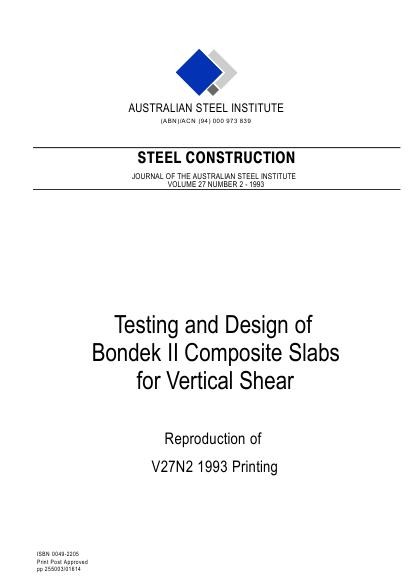 AUSTRALIAN STEEL INSTITUTE
(ABN)/ACN (94) 000 973 839
STEEL CONSTRUCTION
JOURNAL OF THE AUSTRALIAN STEEL INSTITUTE
VOLUME 27 NUMBER 2 - 1993
Testing and Design of
Bondek II Composite Slabs
for Vertical Shear
Reproduction of
V27N2 1993 Printing
ISBN 0049-2205
Print Post Approved
pp 255003/01614